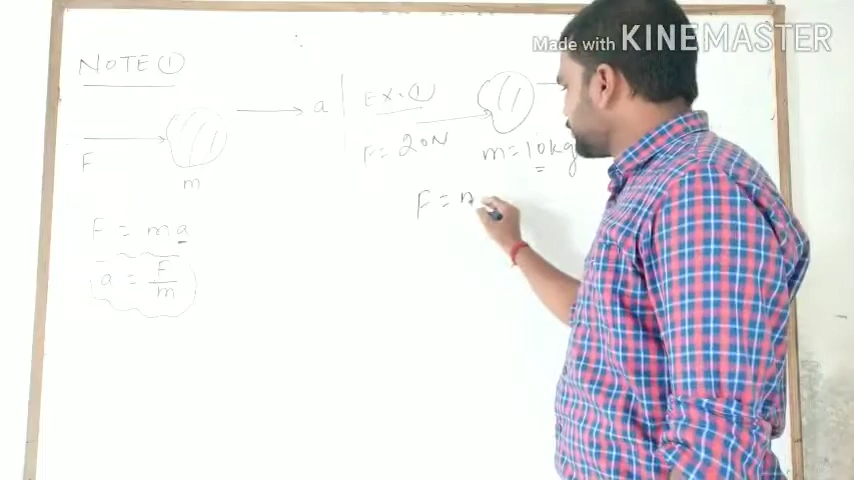 Made with KINEMASTER
NOTE ①
F
m
a
F = ma
a = F/m
Ex. ①
F = 20N
m = 10kg
F = m